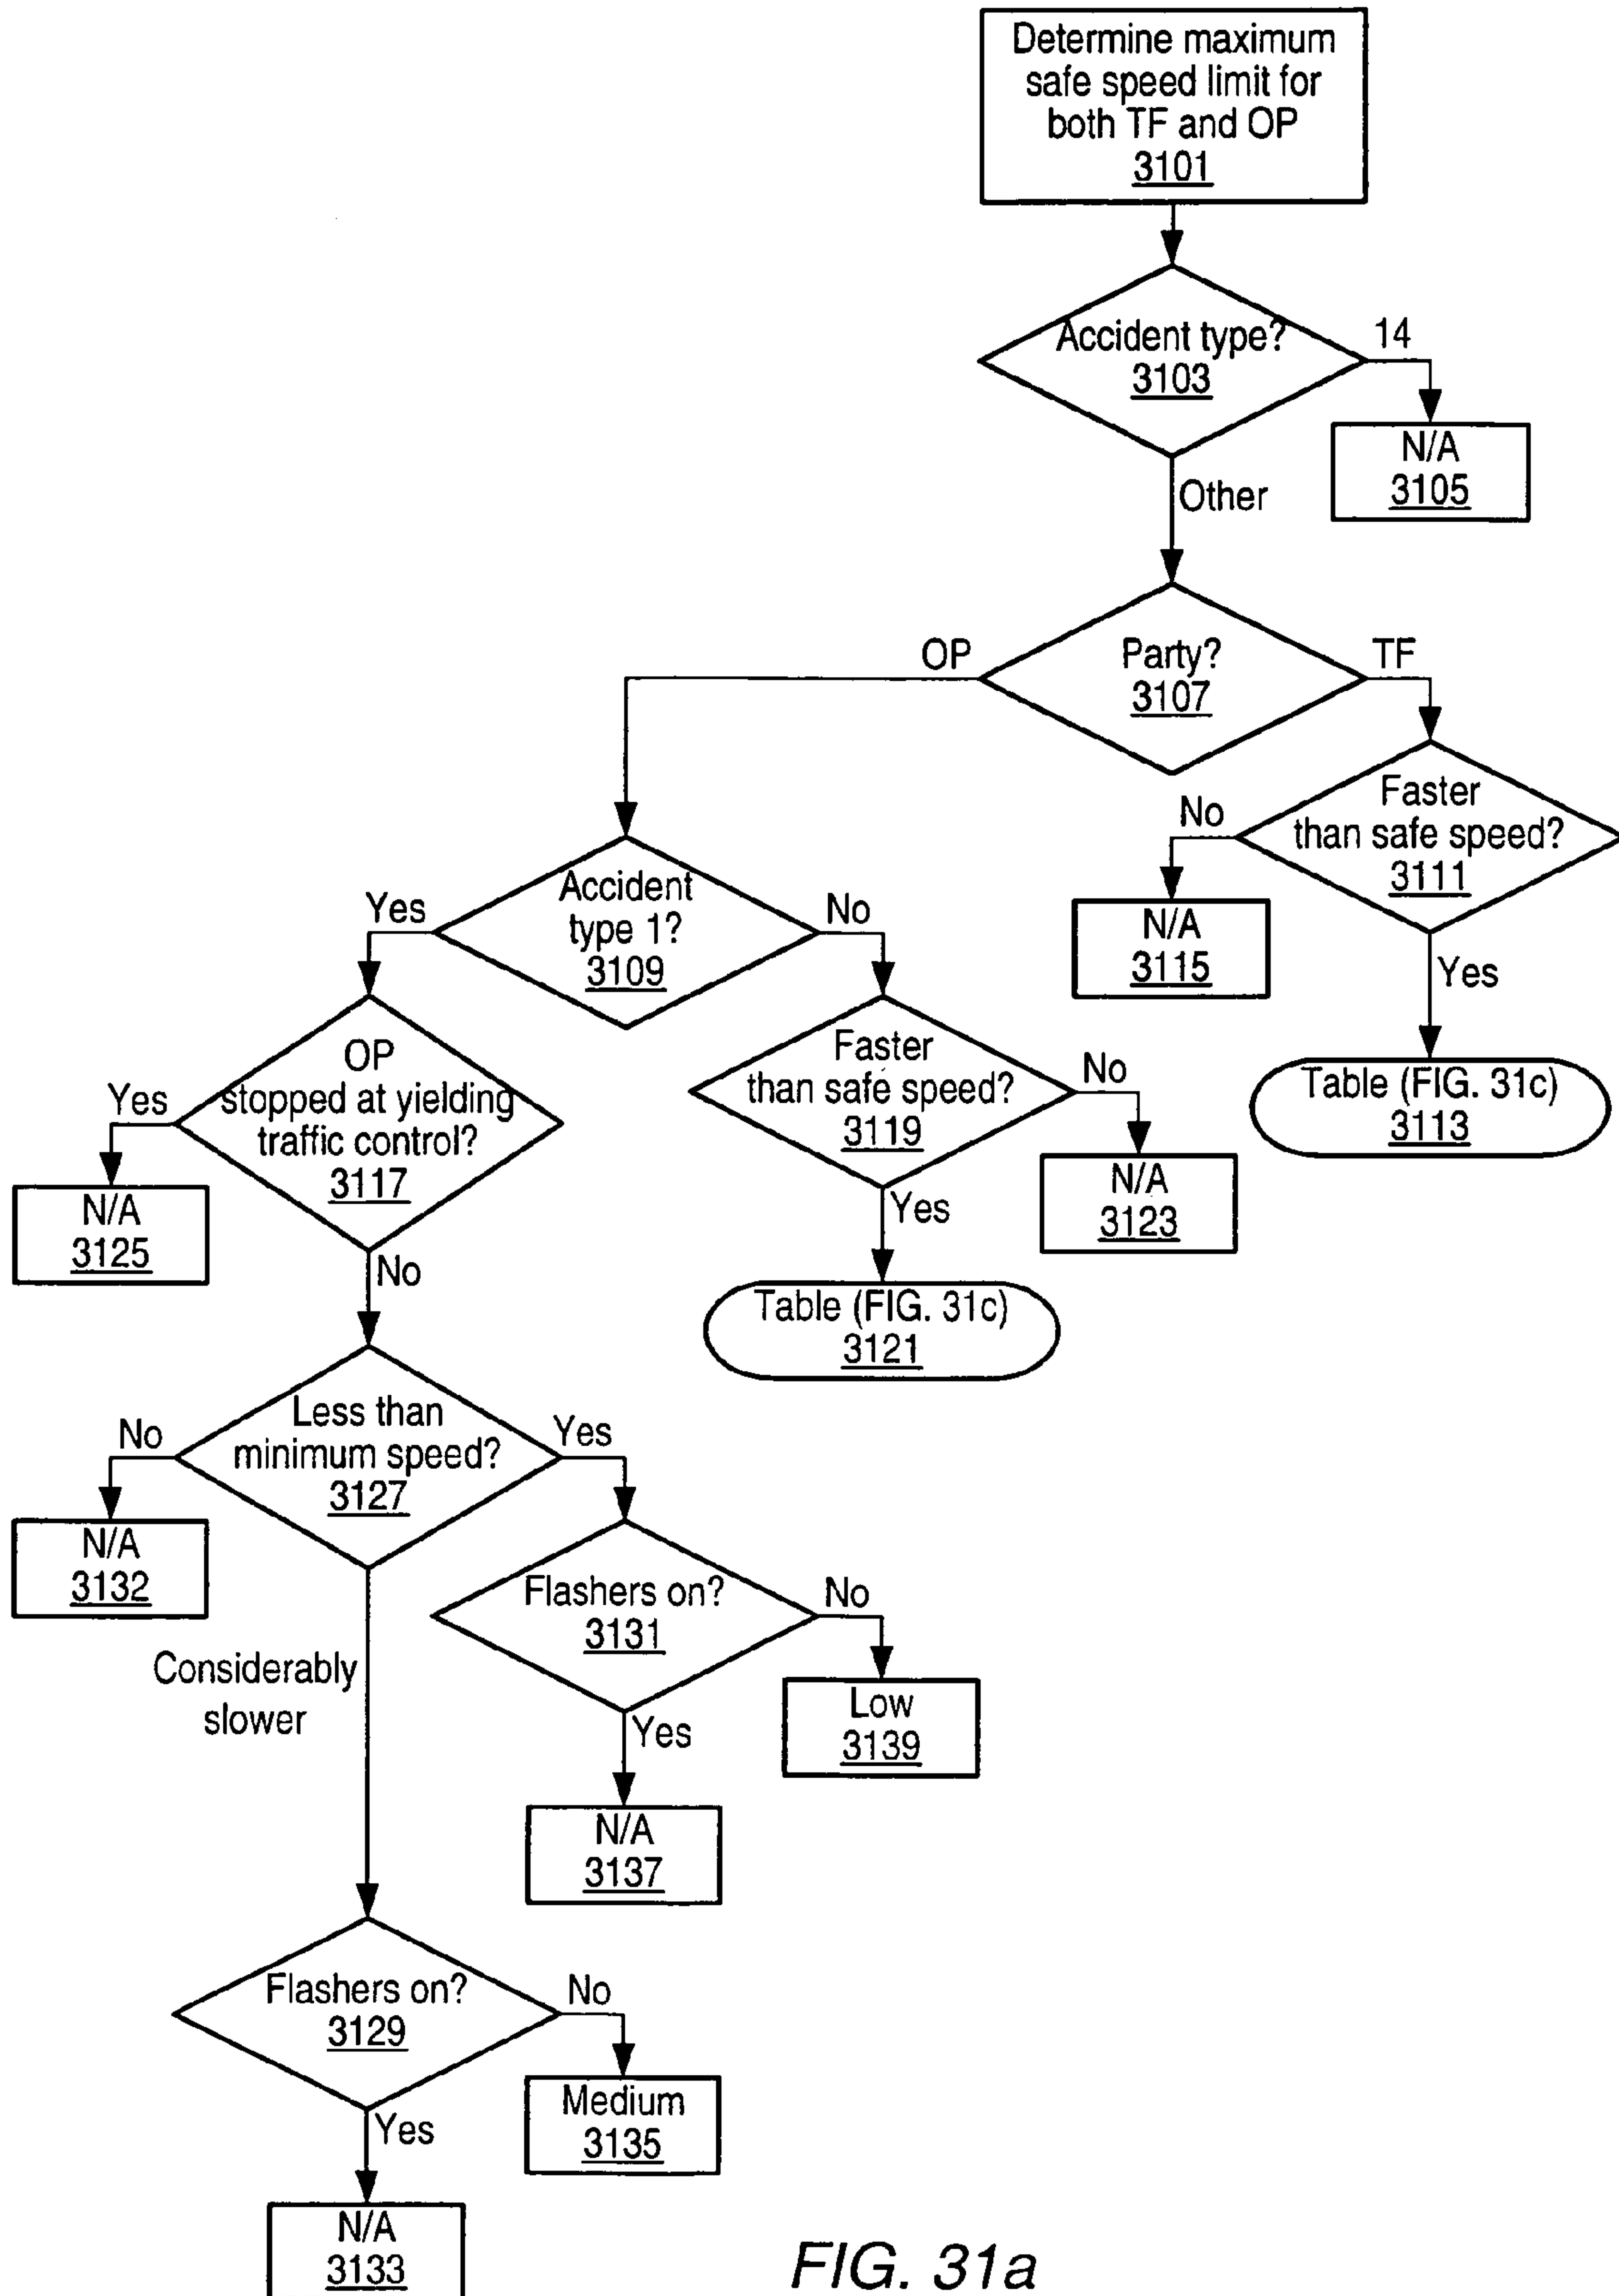 Determine maximum
safe speed limit for
both TF and OP
3101
Accident type?
3103
14
N/A
3105
Other
Party?
3107
OP
TF
Faster
than safe speed?
3111
No
N/A
3115
Yes
Table (FIG. 31c)
3113
Accident
type 1?
3109
Yes
No
OP
stopped at yielding
traffic control?
3117
Yes
N/A
3125
No
Faster
than safe speed?
3119
No
N/A
3123
Yes
Table (FIG. 31c)
3121
Less than
minimum speed?
3127
No
N/A
3132
Yes
Flashers on?
3131
No
Low
3139
Yes
N/A
3137
Considerably
slower
Flashers on?
3129
No
Medium
3135
Yes
N/A
3133
FIG. 31a